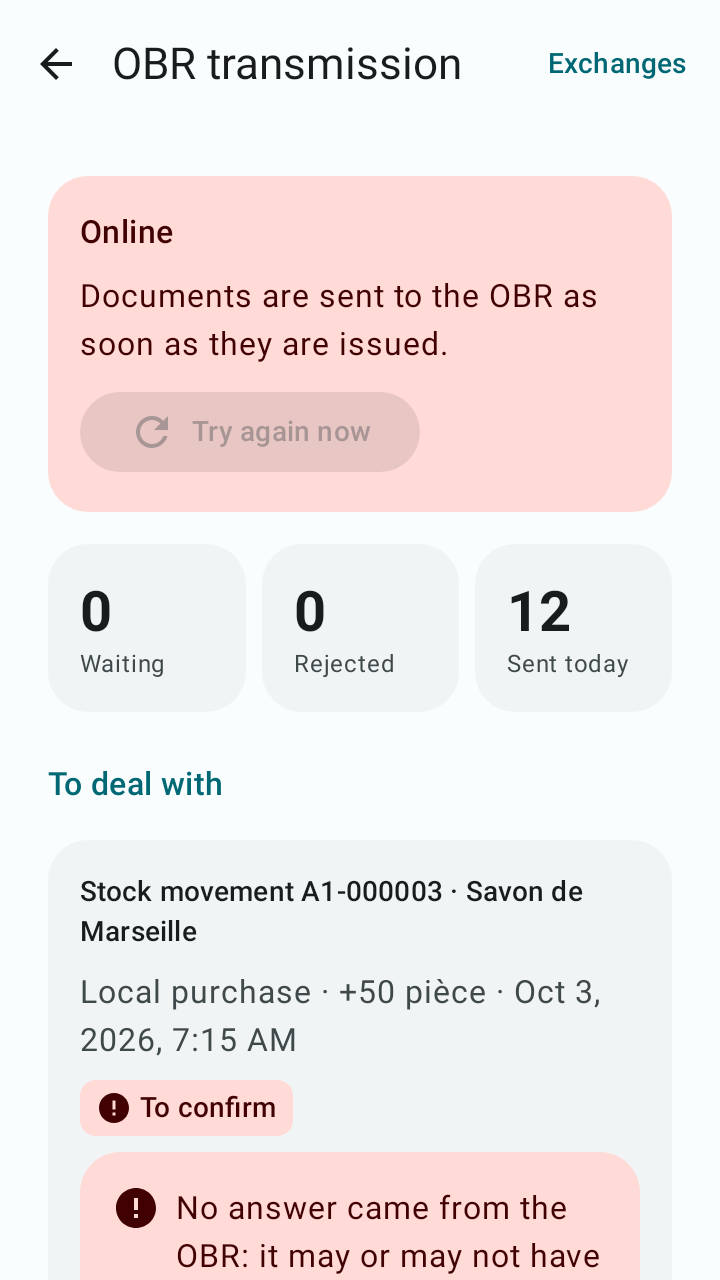 OBR transmission
Exchanges
Online
Documents are sent to the OBR as
soon as they are issued.
Try again now
0
Waiting
0
Rejected
12
Sent today
To deal with
Stock movement A1-000003 · Savon de
Marseille
Local purchase · +50 pièce · Oct 3,
2026, 7:15 AM
To confirm
No answer came from the
OBR: it may or may not have